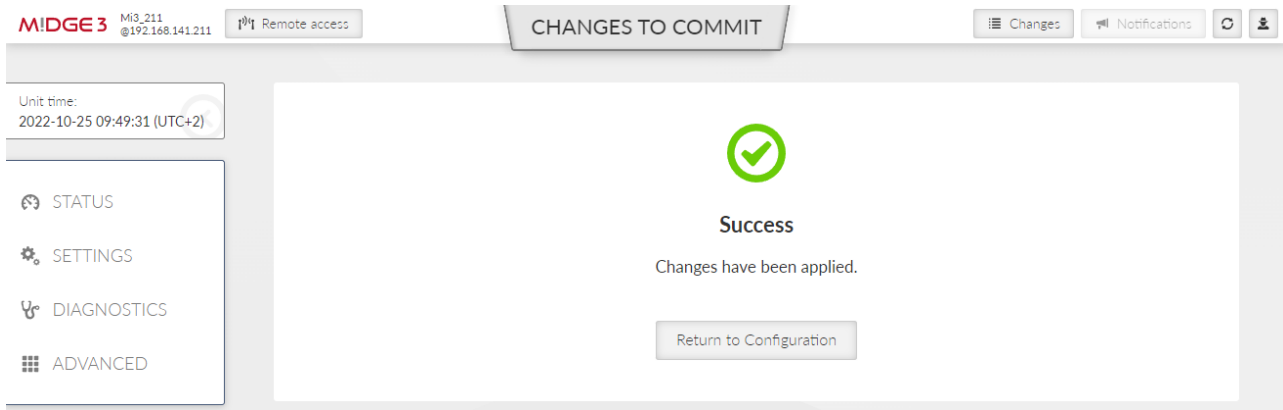 M!DGE 3
Mi3_211
@192.168.141.211
Remote access
CHANGES TO COMMIT
Changes
Notifications
Unit time:
2022-10-25 09:49:31 (UTC+2)
STATUS
SETTINGS
DIAGNOSTICS
ADVANCED
Success
Changes have been applied.
Return to Configuration